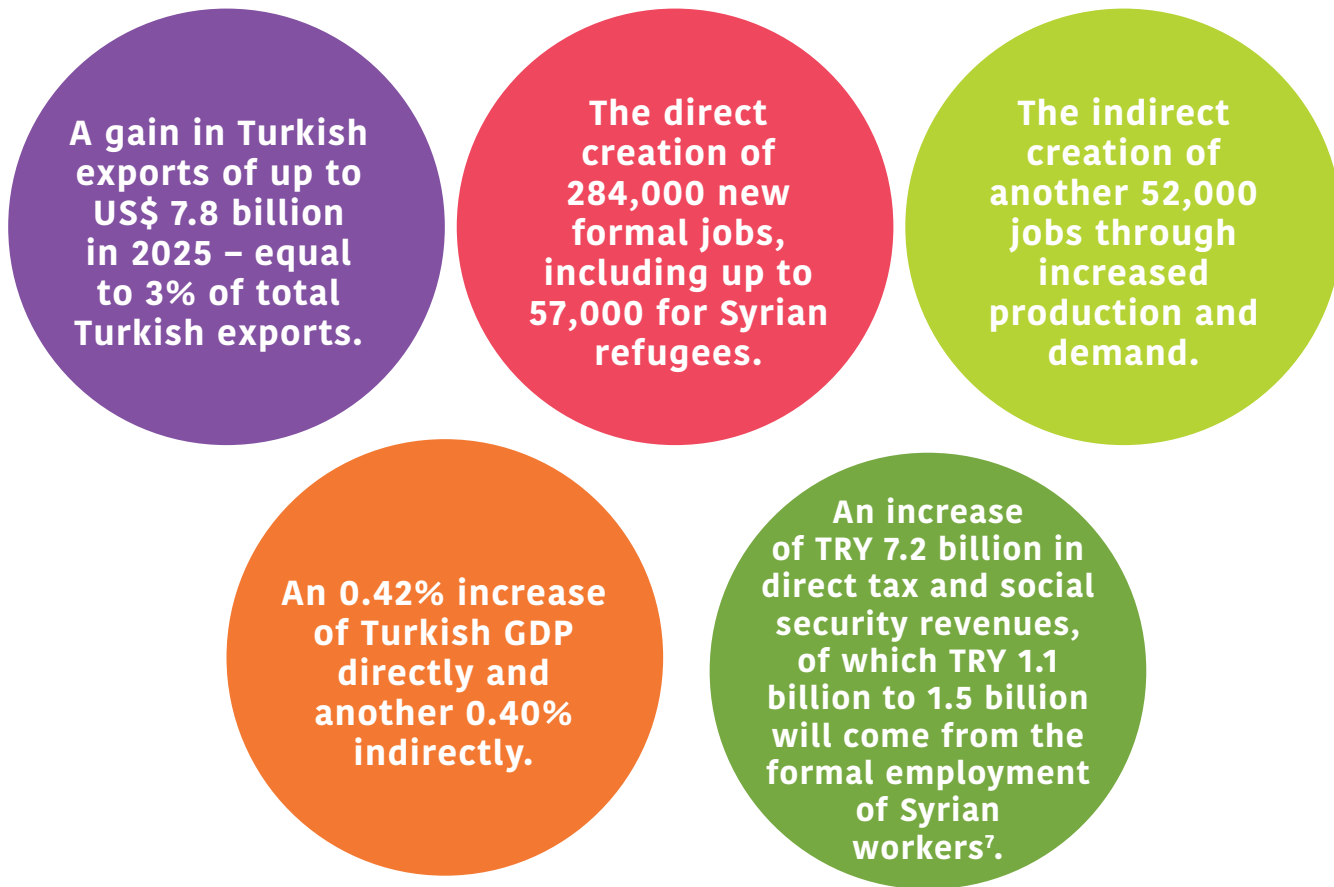 A gain in Turkish
exports of up to
US$ 7.8 billion
in 2025 – equal
to 3% of total
Turkish exports.
The direct
creation of
284,000 new
formal jobs,
including up to
57,000 for Syrian
refugees.
The indirect
creation of
another 52,000
jobs through
increased
production and
demand.
An 0.42% increase
of Turkish GDP
directly and
another 0.40%
indirectly.
An increase
of TRY 7.2 billion in
direct tax and social
security revenues,
of which TRY 1.1
billion to 1.5 billion
will come from the
formal employment
of Syrian
workers⁷.